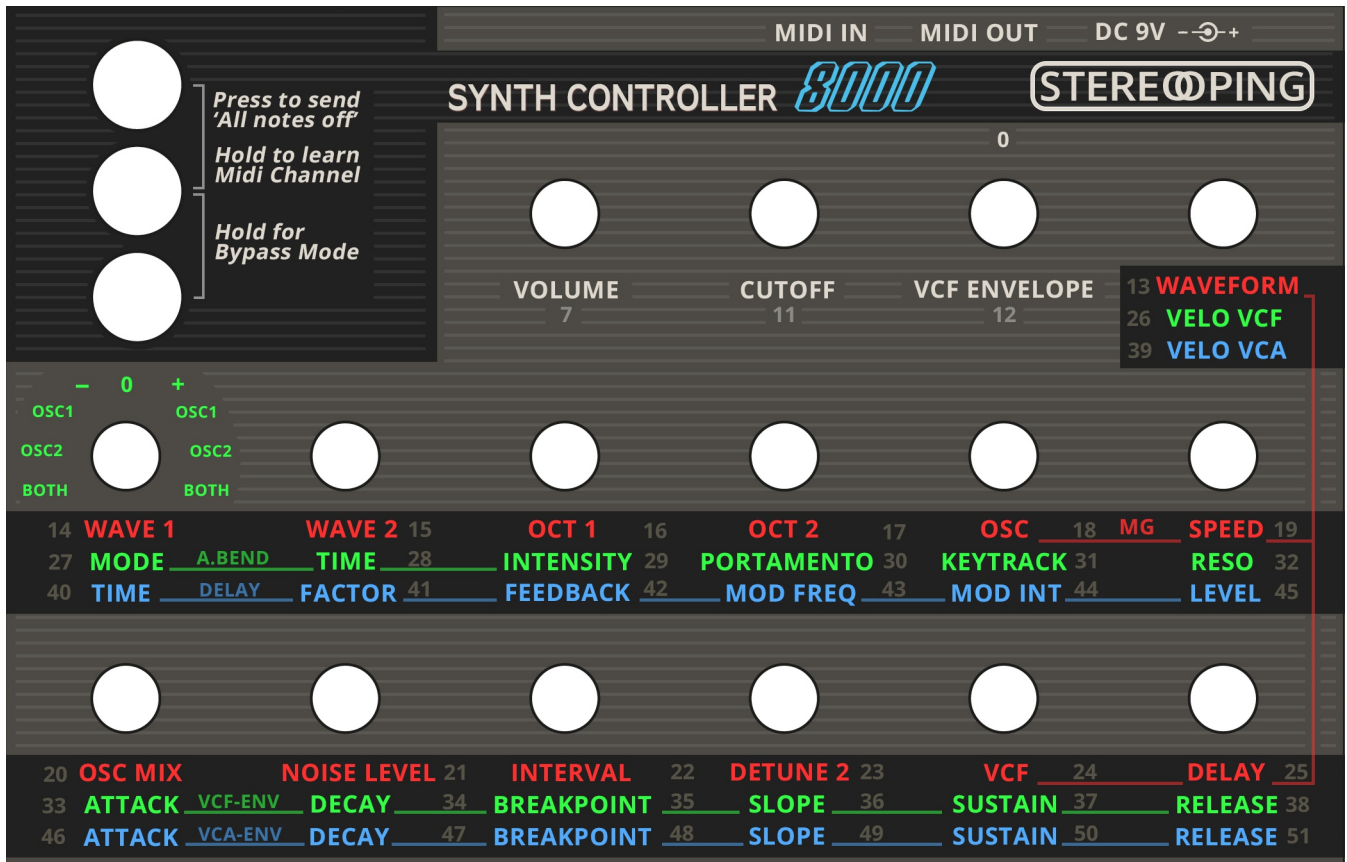 MIDI IN MIDI OUT DC 9V - +
SYNTH CONTROLLER 8000 STEREOPING
Press to send
‘All notes off’
Hold to learn
Midi Channel
Hold for
Bypass Mode
0
VOLUME CUTOFF VCF ENVELOPE
7 11 12
13 WAVEFORM
26 VELO VCF
39 VELO VCA
– 0 +
OSC1 OSC1
OSC2 OSC2
BOTH BOTH
14 WAVE 1 WAVE 2 15 OCT 1 16 OCT 2 17 OSC 18 MG SPEED 19
27 MODE A.BEND TIME 28 INTENSITY 29 PORTAMENTO 30 KEYTRACK 31 RESO 32
40 TIME DELAY FACTOR 41 FEEDBACK 42 MOD FREQ 43 MOD INT 44 LEVEL 45
20 OSC MIX NOISE LEVEL 21 INTERVAL 22 DETUNE 2 23 VCF 24 DELAY 25
33 ATTACK VCF-ENV DECAY 34 BREAKPOINT 35 SLOPE 36 SUSTAIN 37 RELEASE 38
46 ATTACK VCA-ENV DECAY 47 BREAKPOINT 48 SLOPE 49 SUSTAIN 50 RELEASE 51